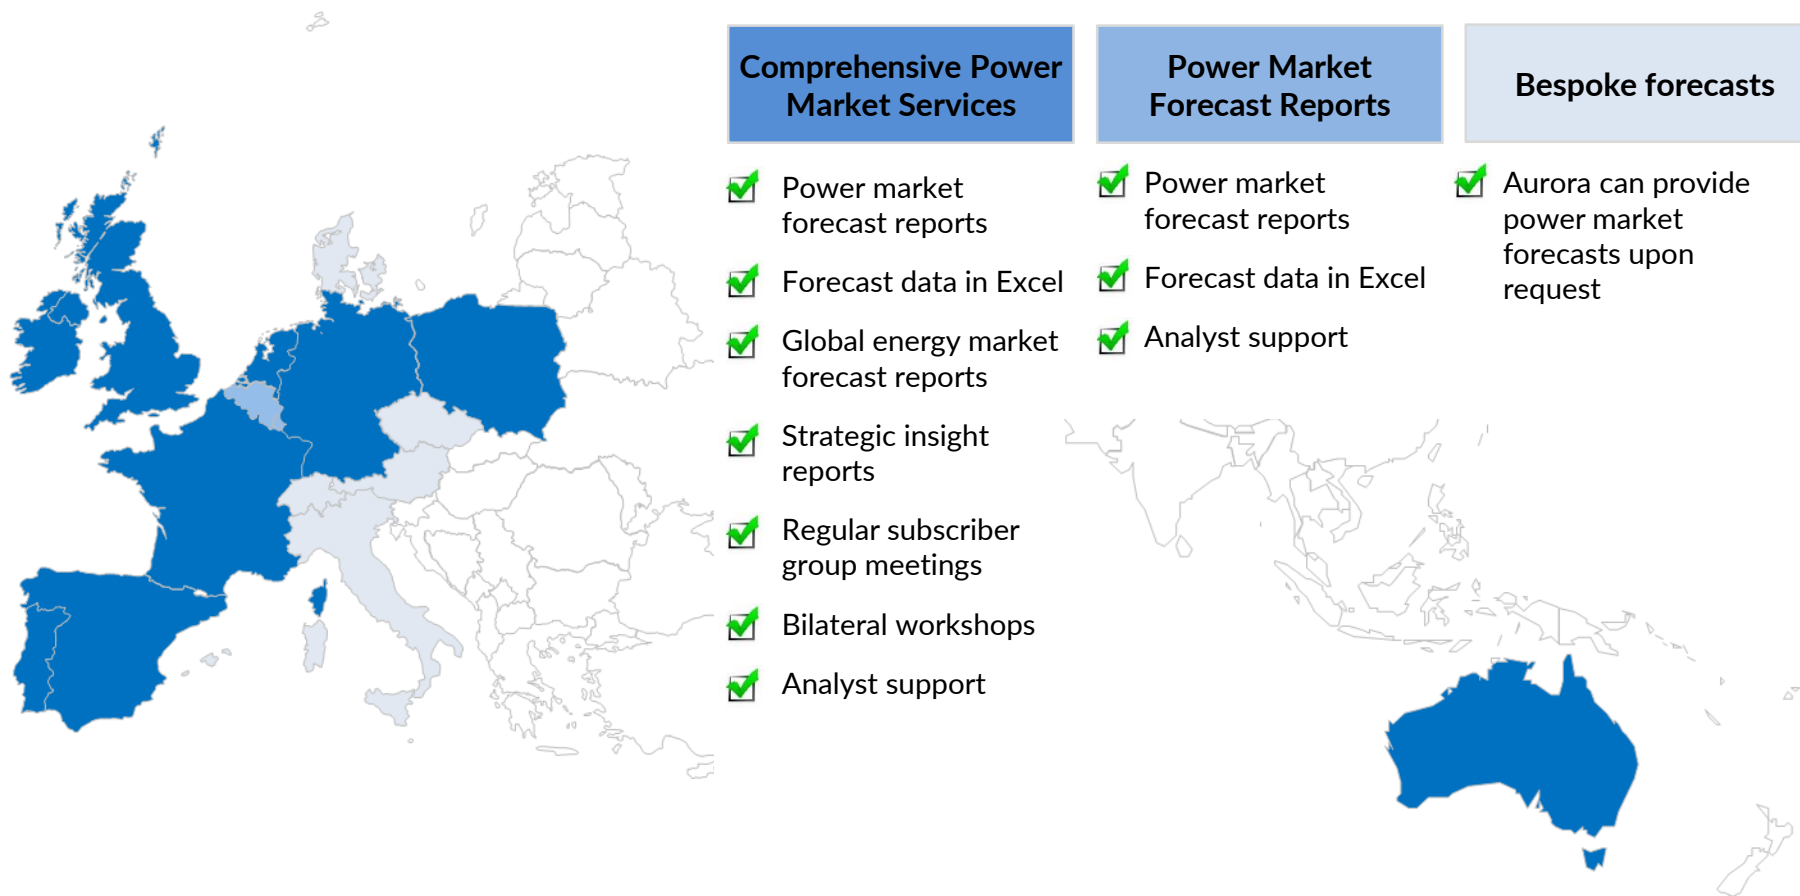 Comprehensive Power
Market Services
Power market
forecast reports
Forecast data in Excel
Global energy market
forecast reports
Strategic insight
reports
Regular subscriber
group meetings
Bilateral workshops
Analyst support
Power Market
Forecast Reports
Power market
forecast reports
Forecast data in Excel
Analyst support
Bespoke forecasts
Aurora can provide
power market
forecasts upon
request